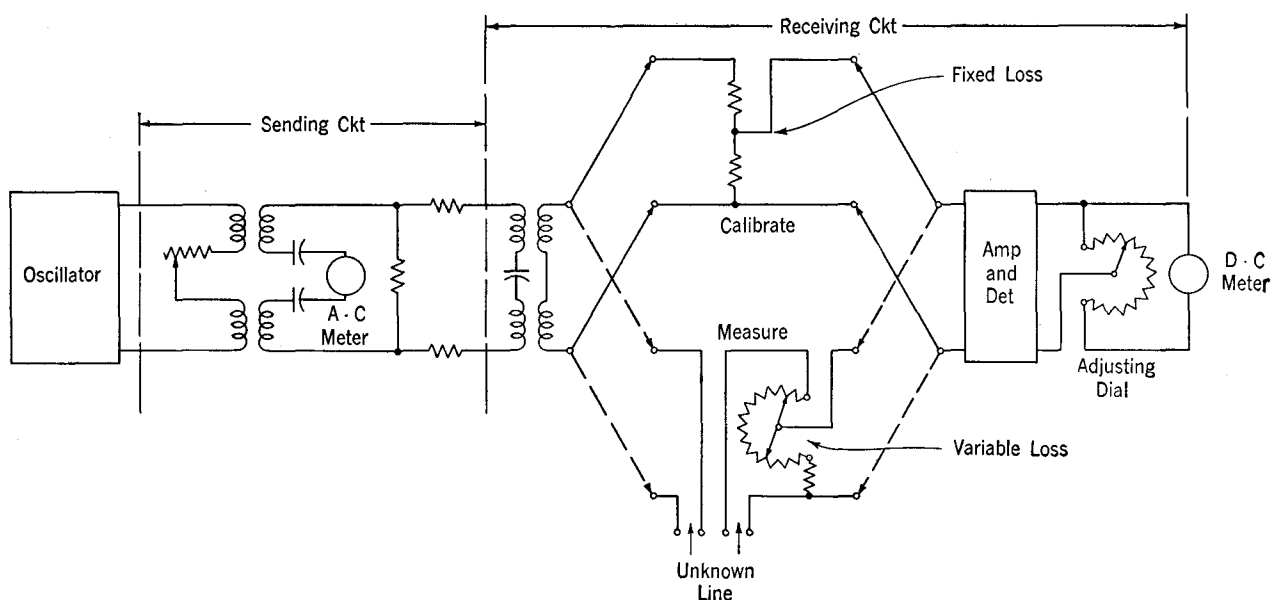 Receiving Ckt
Fixed Loss
Sending Ckt
Oscillator
A·C
Meter
Calibrate
Amp
and
Det
D·C
Meter
Measure
Adjusting
Dial
Variable Loss
Unknown
Line